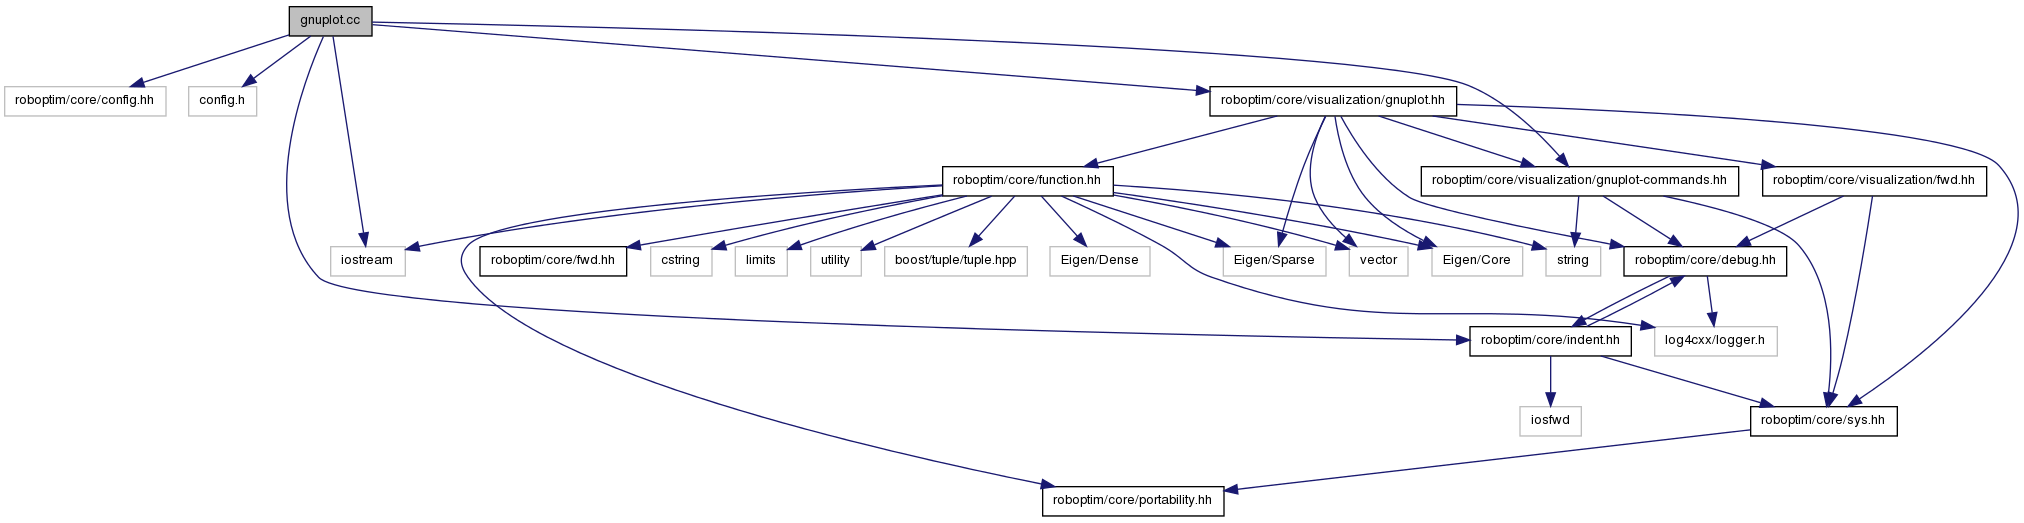 gnuplot.cc
roboptim/core/config.hh
config.h
roboptim/core/visualization/gnuplot.hh
roboptim/core/function.hh
roboptim/core/visualization/gnuplot-commands.hh
roboptim/core/visualization/fwd.hh
iostream
roboptim/core/fwd.hh
cstring
limits
utility
boost/tuple/tuple.hpp
Eigen/Dense
Eigen/Sparse
vector
Eigen/Core
string
roboptim/core/debug.hh
roboptim/core/indent.hh
log4cxx/logger.h
iosfwd
roboptim/core/sys.hh
roboptim/core/portability.hh